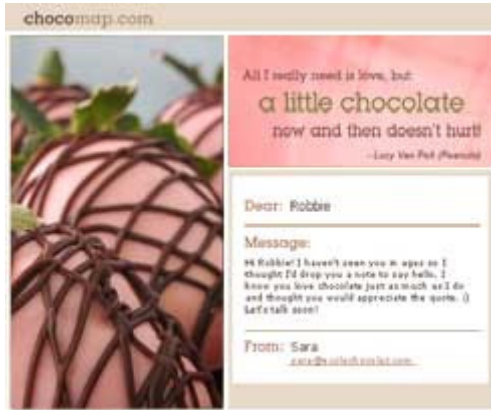 chocomap.com
All I really need is love, but
a little chocolate
now and then doesn't hurt!
- Lucy Van Pelt (Peanuts)
Dear: Robbie
Message:
Hi Robbie! I haven't seen you in ages so I
thought I'd drop you a note to say hello. I
know you love chocolate just as much as I do
and thought you would appreciate the quote. :)
Let's talk soon!
From: Sara